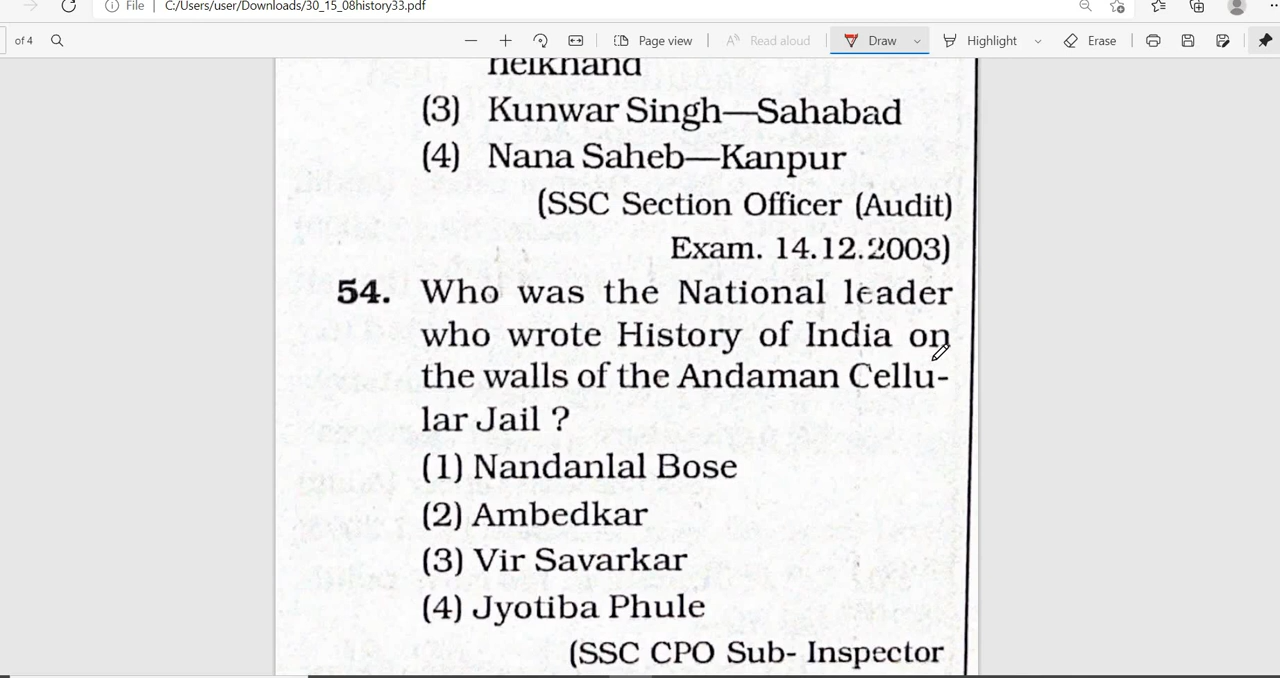 File C:/Users/user/Downloads/30_15_08history33.pdf
of 4 Page view Read aloud Draw Highlight Erase
helkhand
(3) Kunwar Singh—Sahabad
(4) Nana Saheb—Kanpur
(SSC Section Officer (Audit)
Exam. 14.12.2003)
54. Who was the National leader
who wrote History of India on
the walls of the Andaman Cellu-
lar Jail ?
(1) Nandanlal Bose
(2) Ambedkar
(3) Vir Savarkar
(4) Jyotiba Phule
(SSC CPO Sub- Inspector